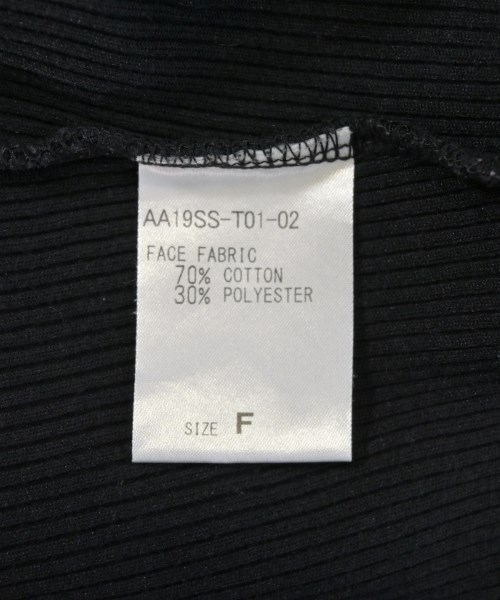 AA19SS-T01-02
FACE FABRIC
70% COTTON
30% POLYESTER
SIZE F